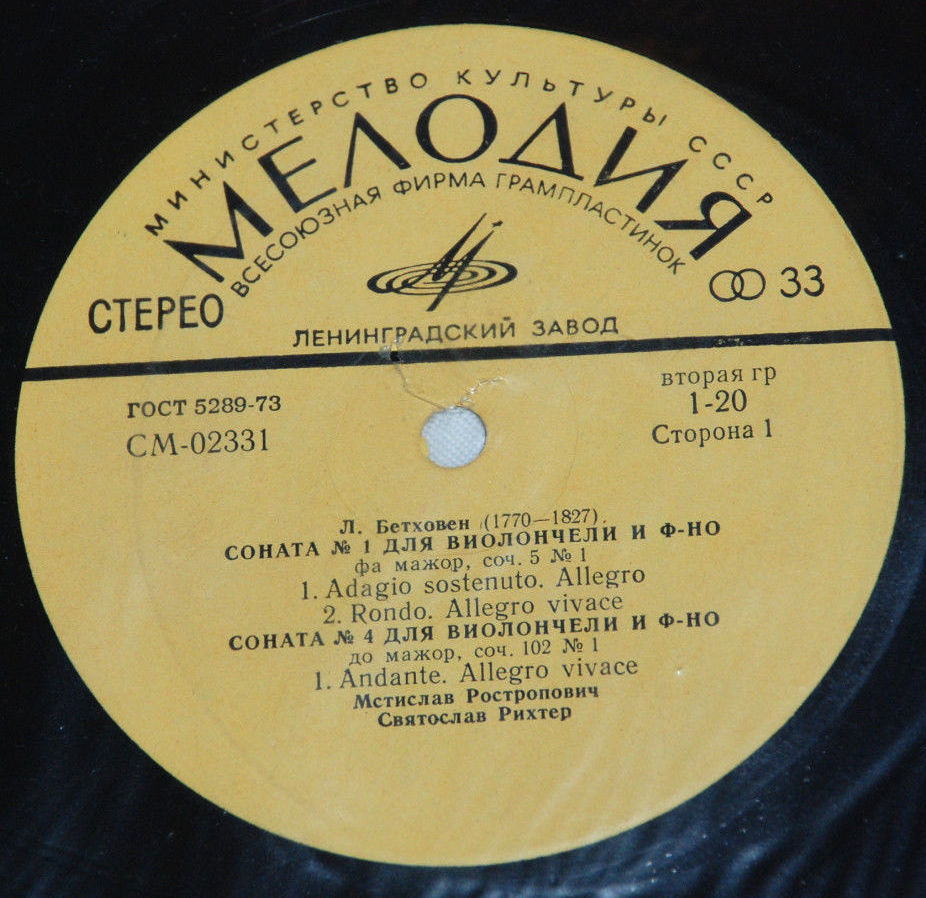 МИНИСТЕРСТВО КУЛЬТУРЫ СССР
МЕЛОДИЯ
ВСЕСОЮЗНАЯ ФИРМА ГРАМПЛАСТИНОК
СТЕРЕО
33
ЛЕНИНГРАДСКИЙ ЗАВОД
ГОСТ 5289-73
СМ-02331
вторая гр
1-20
Сторона 1
Л. Бетховен (1770—1827)
СОНАТА № 1 ДЛЯ ВИОЛОНЧЕЛИ И Ф-НО
фа мажор, соч. 5 № 1
1. Adagio sostenuto. Allegro
2. Rondo. Allegro vivace
СОНАТА № 4 ДЛЯ ВИОЛОНЧЕЛИ И Ф-НО
до мажор, соч. 102 № 1
1. Andante. Allegro vivace
Мстислав Ростропович
Святослав Рихтер